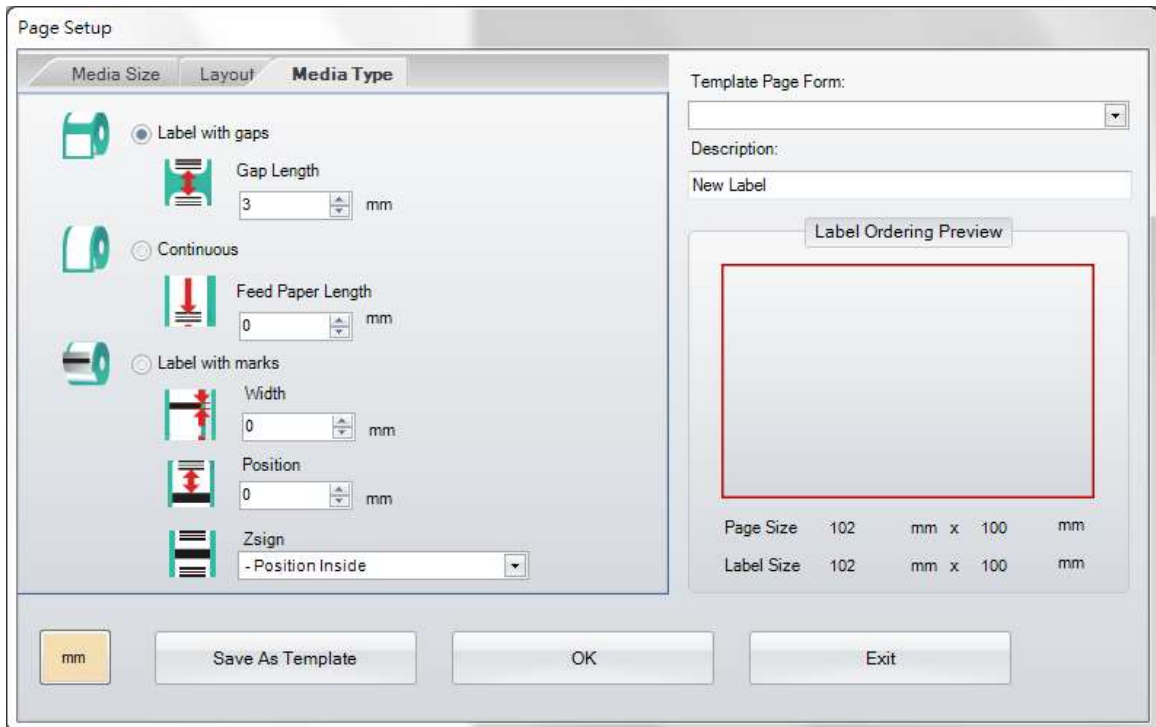 Page Setup
Media Size Layout Media Type
Label with gaps
Gap Length
3 mm
Continuous
Feed Paper Length
0 mm
Label with marks
Width
0 mm
Position
0 mm
Zsign
- Position Inside
Template Page Form:
Description:
New Label
Label Ordering Preview
Page Size 102 mm x 100 mm
Label Size 102 mm x 100 mm
mm Save As Template OK Exit